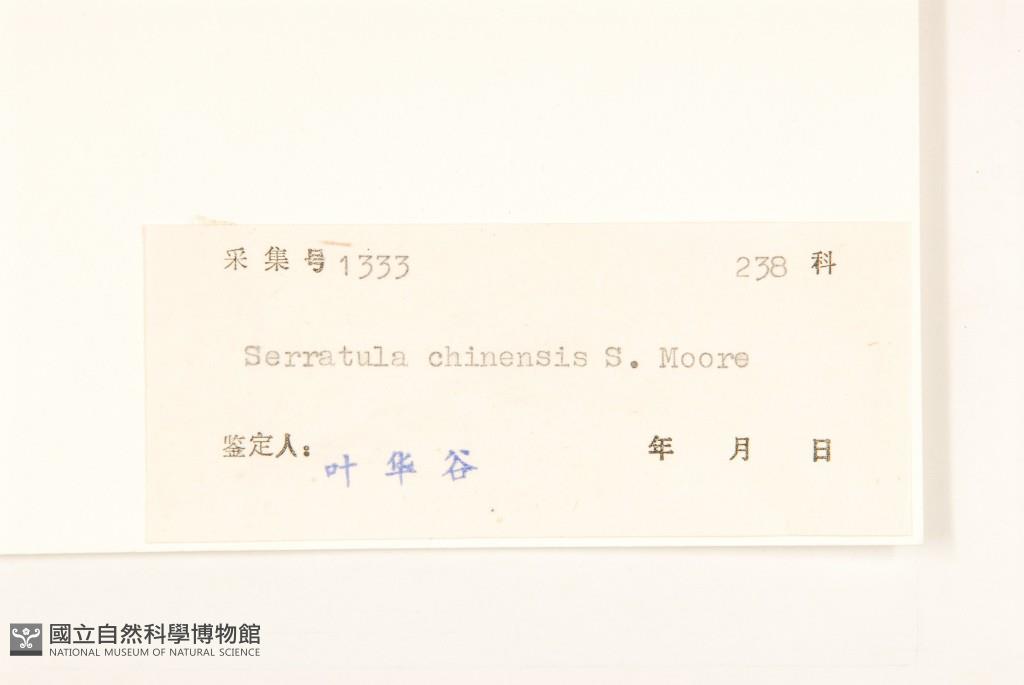 采集号 1333 238 科
Serratula chinensis S. Moore
鉴定人: 叶华谷 年 月 日
國立自然科學博物館
NATIONAL MUSEUM OF NATURAL SCIENCE